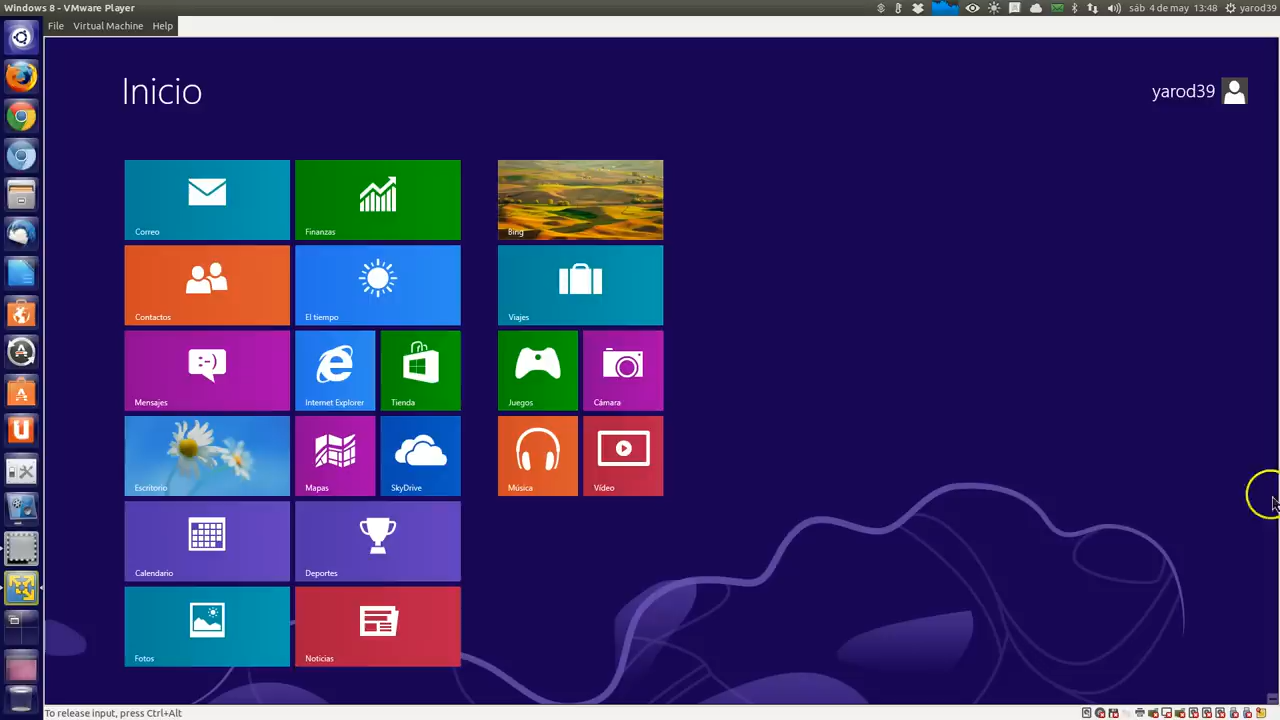 Windows 8 - VMware Player
sáb 4 de may 13:48
yarod39
File Virtual Machine Help
Inicio
yarod39
Correo
Finanzas
Bing
Contactos
El tiempo
Viajes
Mensajes
Internet Explorer
Tienda
Juegos
Cámara
Escritorio
Mapas
SkyDrive
Música
Vídeo
Calendario
Deportes
Fotos
Noticias
To release input, press Ctrl+Alt